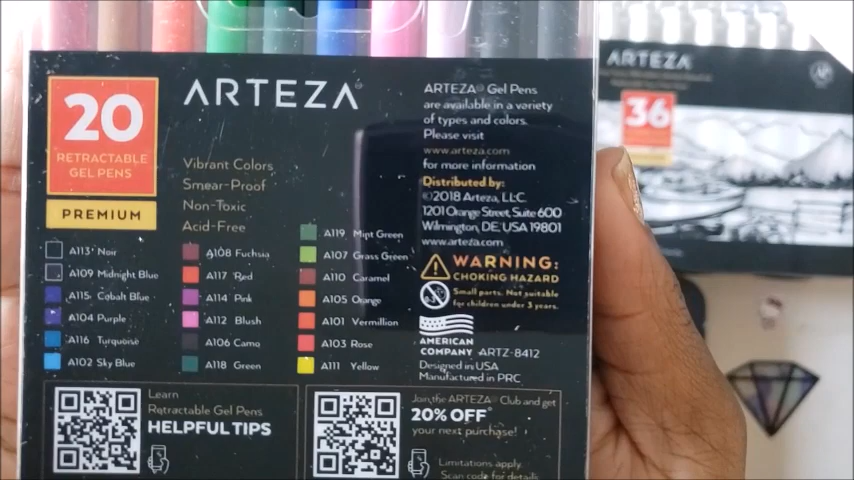 20
RETRACTABLE
GEL PENS
PREMIUM
ARTEZA
Vibrant Colors
Smear-Proof
Non-Toxic
Acid-Free
A113 Noir
A109 Midnight Blue
A115 Cobalt Blue
A104 Purple
A116 Turquoise
A102 Sky Blue
A108 Fuchsia
A117 Red
A114 Pink
A112 Blush
A106 Camo
A118 Green
A119 Mint Green
A107 Grass Green
A110 Caramel
A105 Orange
A101 Vermillion
A103 Rose
A111 Yellow
ARTEZA® Gel Pens
are available in a variety
of types and colors.
Please visit
www.arteza.com
for more information
Distributed by:
©2018 Arteza, LLC.
1201 Orange Street, Suite 600
Wilmington, DE, USA 19801
www.arteza.com
WARNING:
CHOKING HAZARD
Small parts. Not suitable
for children under 3 years.
AMERICAN
COMPANY ARTZ-8412
Designed in USA
Manufactured in PRC
Learn
Retractable Gel Pens
HELPFUL TIPS
Join the ARTEZA® Club and get
20% OFF
your next purchase!
Limitations apply.
Scan code for details
ARTEZA
36